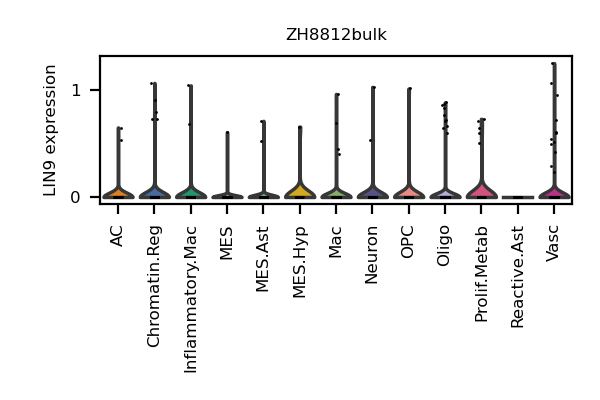 ZH8812bulk
LIN9 expression
1
0
AC
Chromatin.Reg
Inflammatory.Mac
MES
MES.Ast
MES.Hyp
Mac
Neuron
OPC
Oligo
Prolif.Metab
Reactive.Ast
Vasc